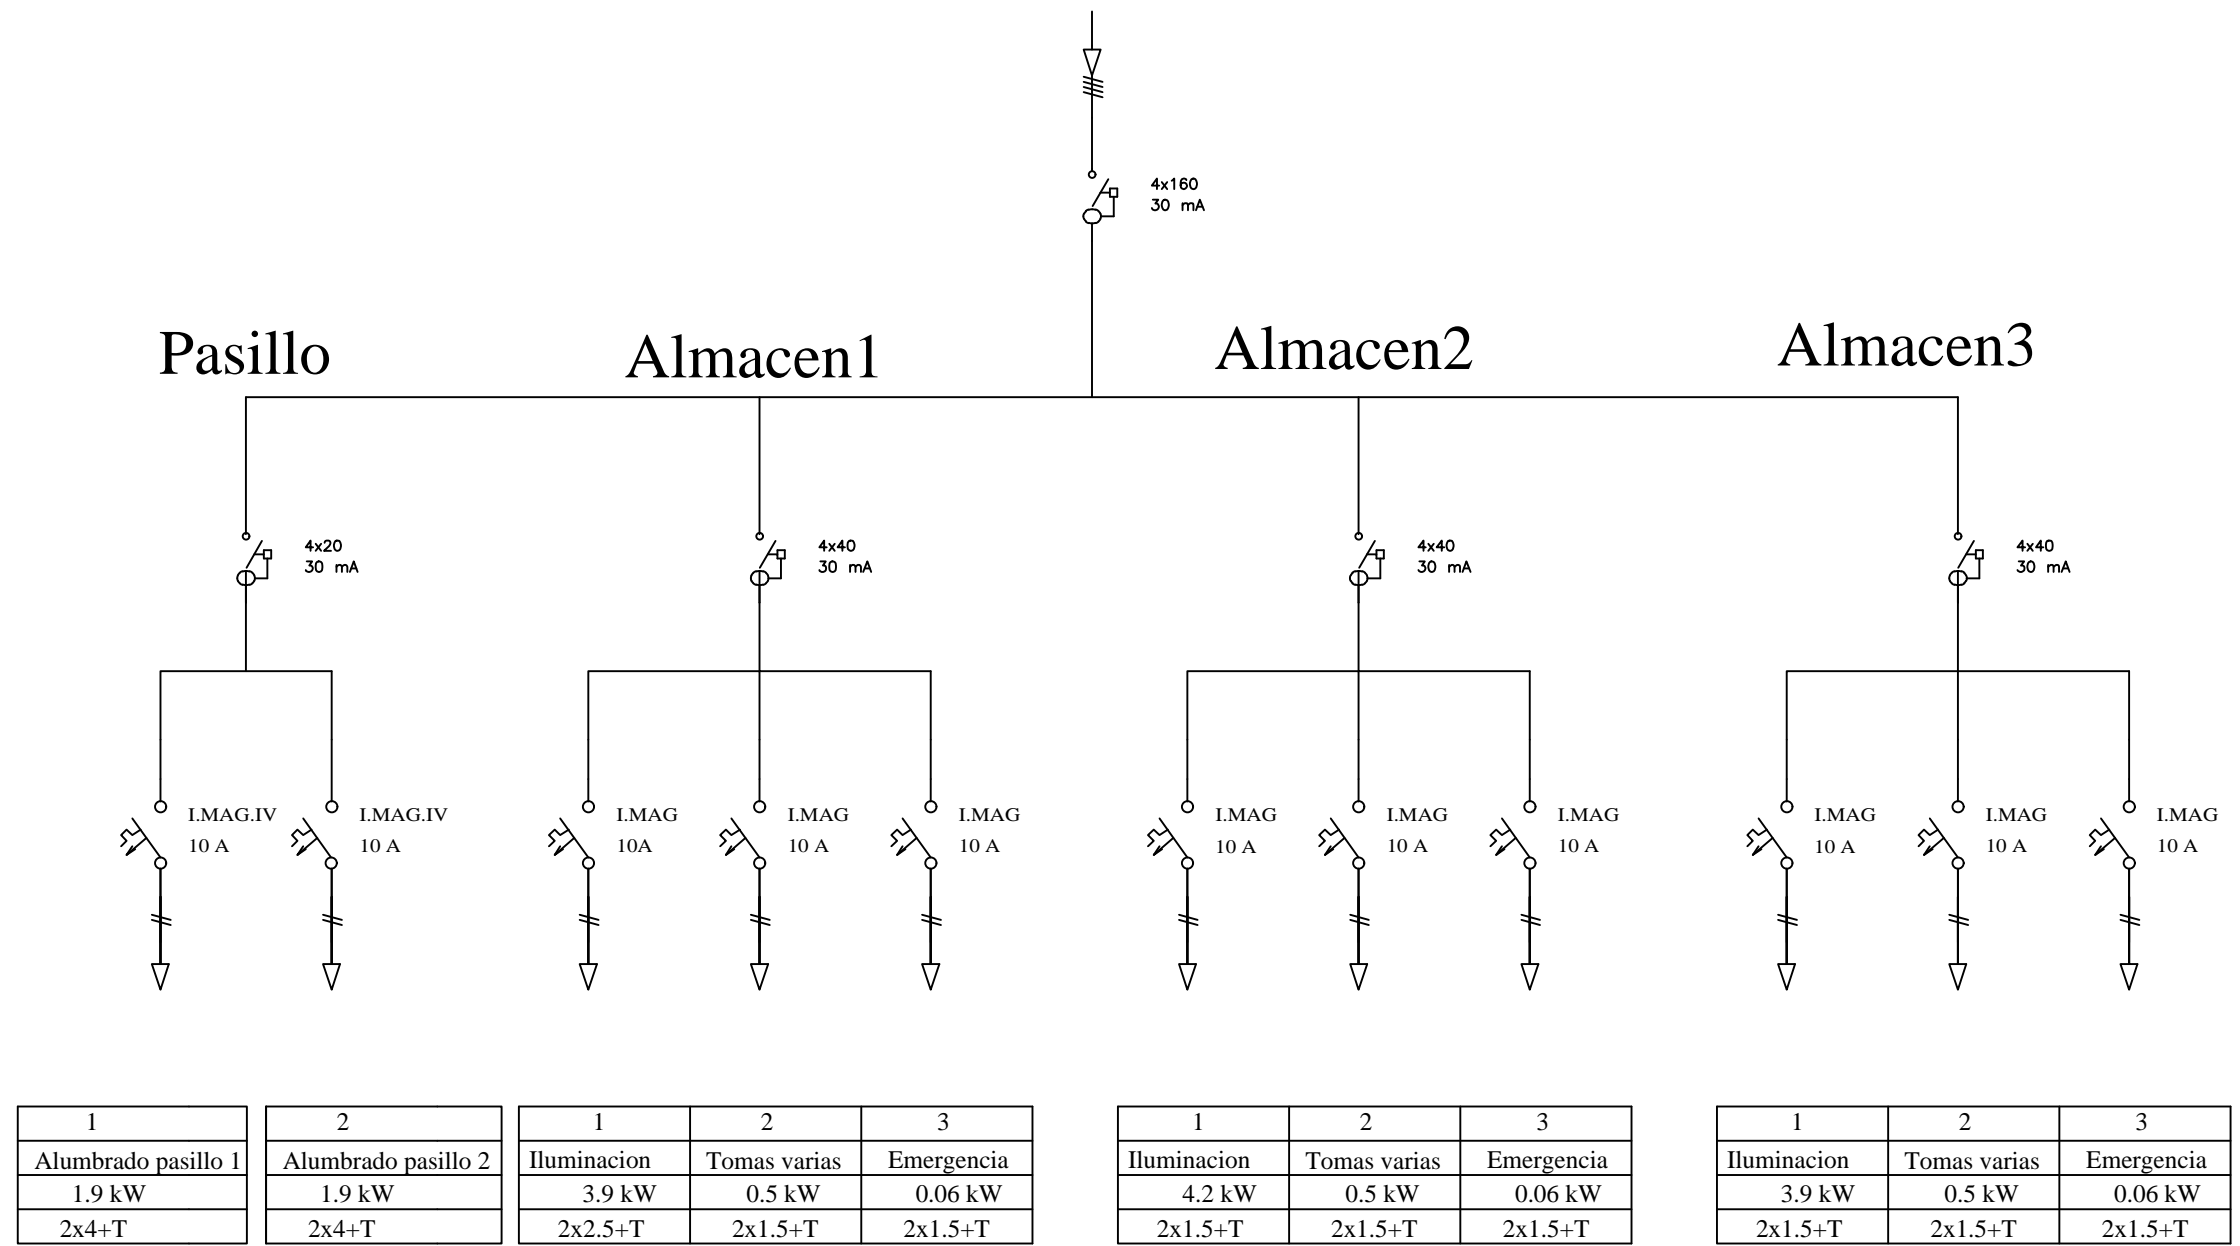 4x160
30 mA
Pasillo
Almacen1
Almacen2
Almacen3
4x20
30 mA
4x40
30 mA
4x40
30 mA
4x40
30 mA
I.MAG.IV
10 A
I.MAG.IV
10 A
I.MAG
10A
I.MAG
10 A
I.MAG
10 A
I.MAG
10 A
I.MAG
10 A
I.MAG
10 A
I.MAG
10 A
I.MAG
10 A
I.MAG
10 A
1
Alumbrado pasillo 1
1.9 kW
2x4+T
2
Alumbrado pasillo 2
1.9 kW
2x4+T
1 2 3
Iluminacion Tomas varias Emergencia
3.9 kW 0.5 kW 0.06 kW
2x2.5+T 2x1.5+T 2x1.5+T
1 2 3
Iluminacion Tomas varias Emergencia
4.2 kW 0.5 kW 0.06 kW
2x1.5+T 2x1.5+T 2x1.5+T
1 2 3
Iluminacion Tomas varias Emergencia
3.9 kW 0.5 kW 0.06 kW
2x1.5+T 2x1.5+T 2x1.5+T